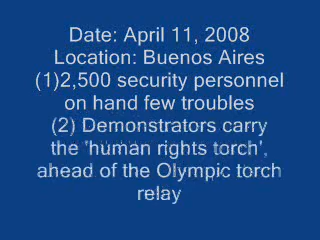 Date: April 11, 2008
Location: Buenos Aires
(1)2,500 security personnel
on hand few troubles
(2) Demonstrators carry
the 'human rights torch',
ahead of the Olympic torch
relay